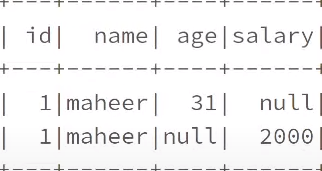 +---+------+----+------+
| id|  name| age|salary|
+---+------+----+------+
|  1|maheer|  31|  null|
|  1|maheer|null|  2000|
+---+------+----+------+